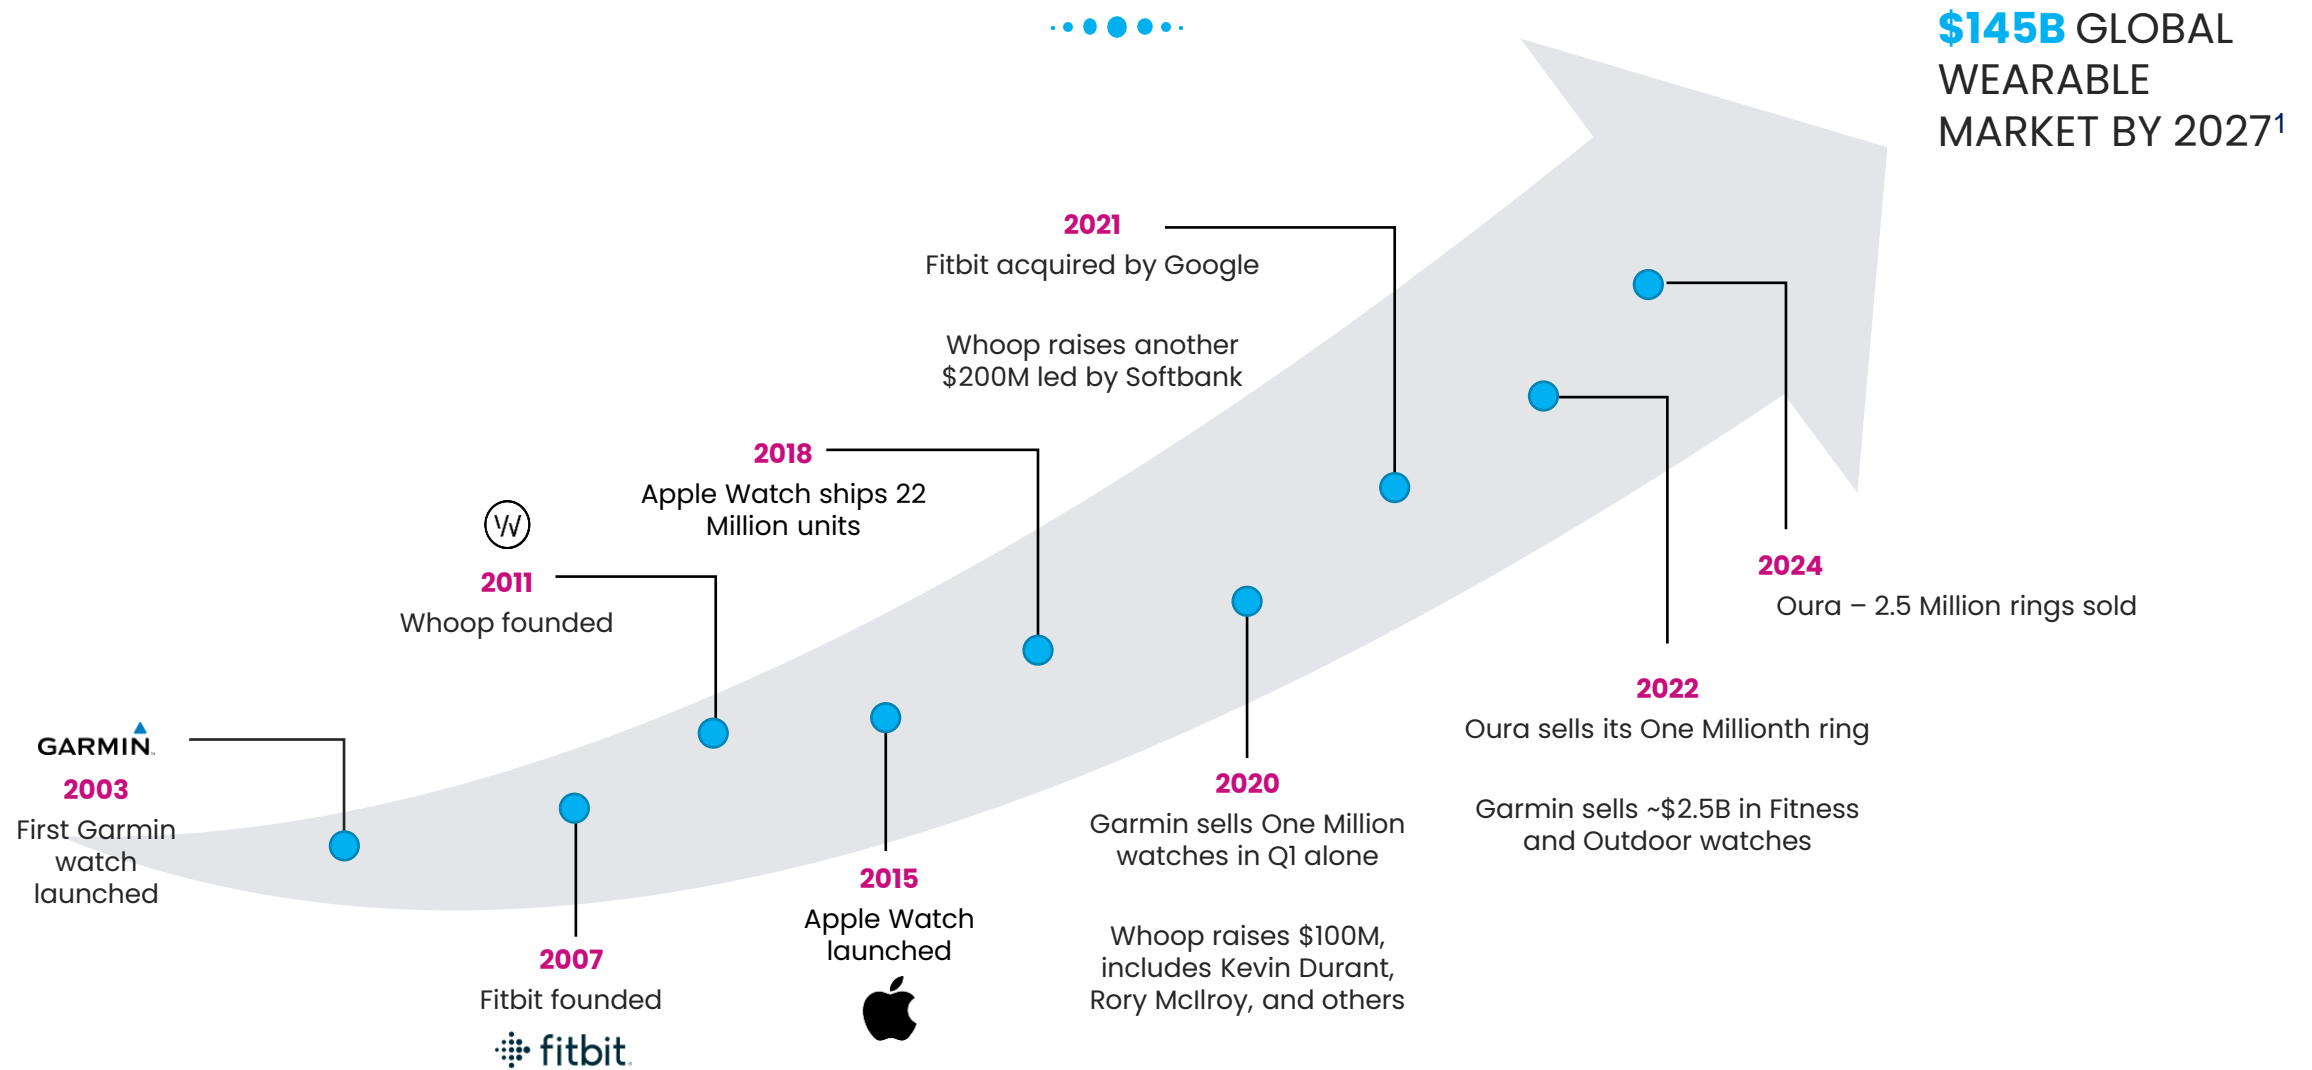 $145B GLOBAL
WEARABLE
MARKET BY 2027¹
GARMIN
2003
First Garmin
watch
launched
2007
Fitbit founded
fitbit
W
2011
Whoop founded
2015
Apple Watch
launched
2018
Apple Watch ships 22
Million units
2020
Garmin sells One Million
watches in Q1 alone
Whoop raises $100M,
includes Kevin Durant,
Rory McIlroy, and others
2021
Fitbit acquired by Google
Whoop raises another
$200M led by Softbank
2022
Oura sells its One Millionth ring
Garmin sells ~$2.5B in Fitness
and Outdoor watches
2024
Oura – 2.5 Million rings sold